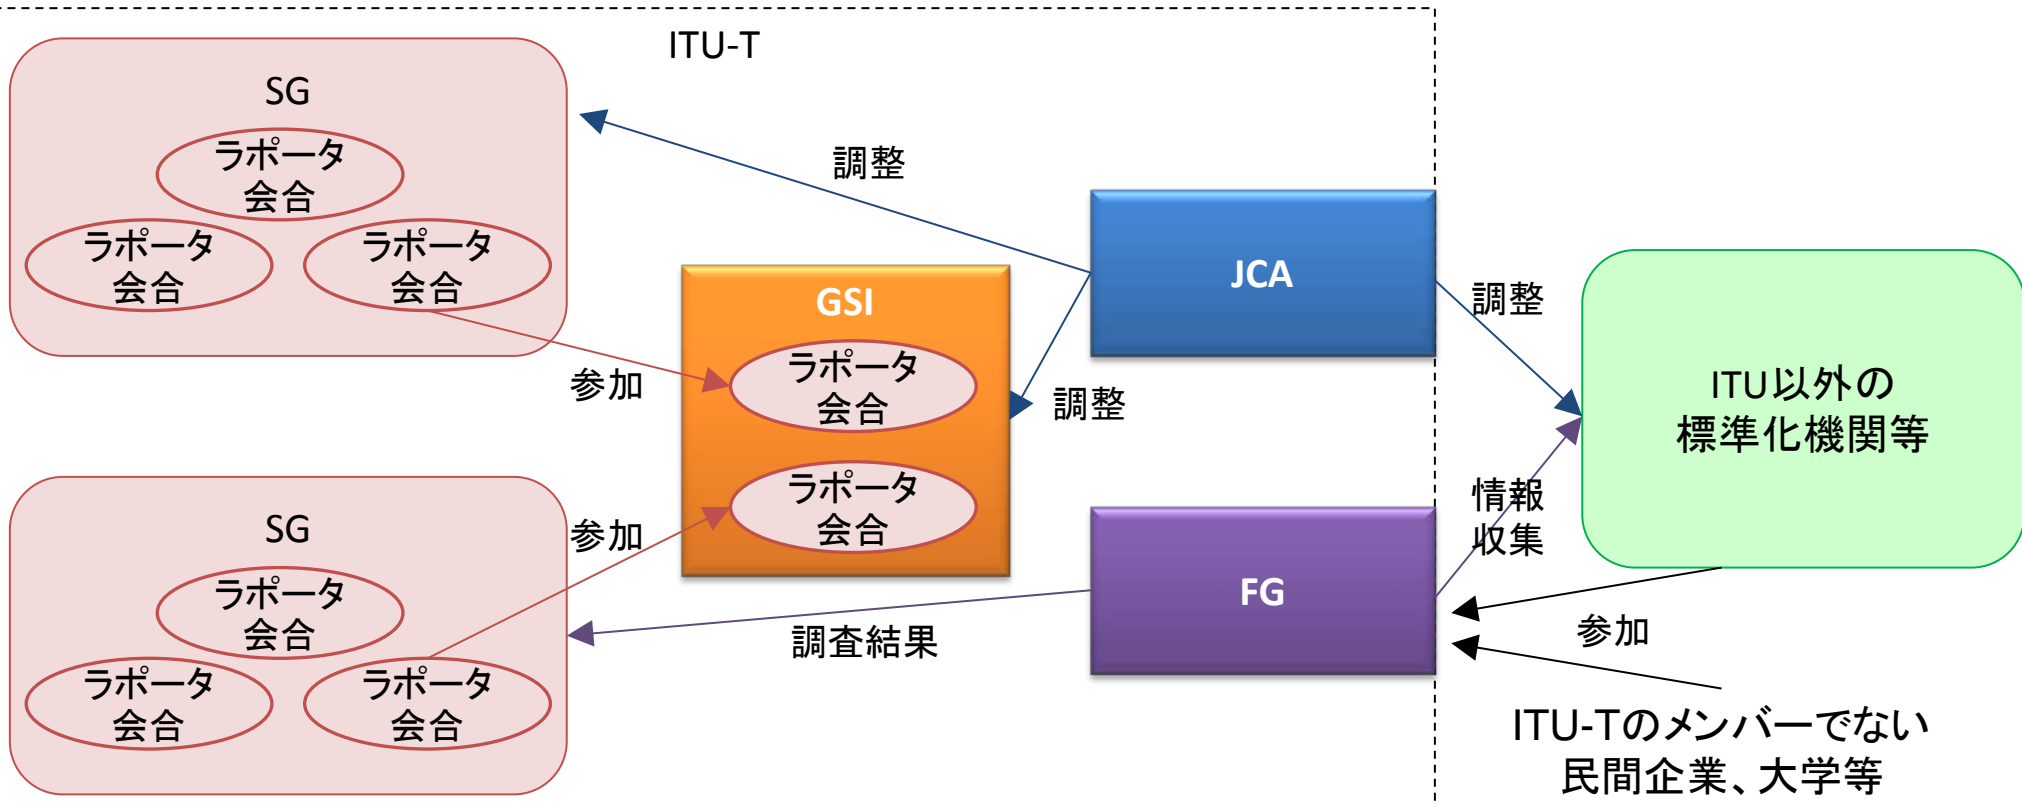 ITU-T
SG
ラポータ
会合
ラポータ
会合
ラポータ
会合
調整
JCA
GSI
ラポータ
会合
ラポータ
会合
参加
調整
調整
ITU以外の
標準化機関等
SG
ラポータ
会合
ラポータ
会合
ラポータ
会合
参加
FG
調査結果
情報
収集
参加
ITU-Tのメンバーでない
民間企業、大学等